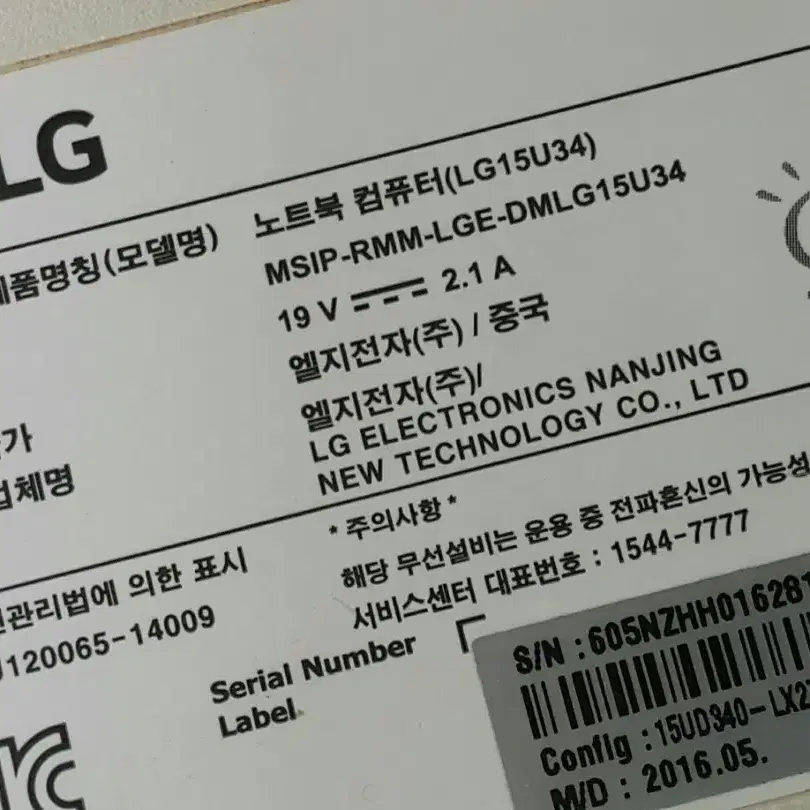 LG
제품명칭(모델명) 노트북 컴퓨터(LG15U34)
MSIP-RMM-LGE-DMLG15U34
19 V 2.1 A
엘지전자(주) / 중국
엘지전자(주)/
LG ELECTRONICS NANJING
NEW TECHNOLOGY CO., LTD
* 주의사항 *
해당 무선설비는 운용 중 전파혼신의 가능성
서비스센터 대표번호 : 1544-7777
관리법에 의한 표시
120065-14009
Serial Number
Label
S/N : 605NZHH016281
Config : 15UD340-LX2
M/D : 2016.05.